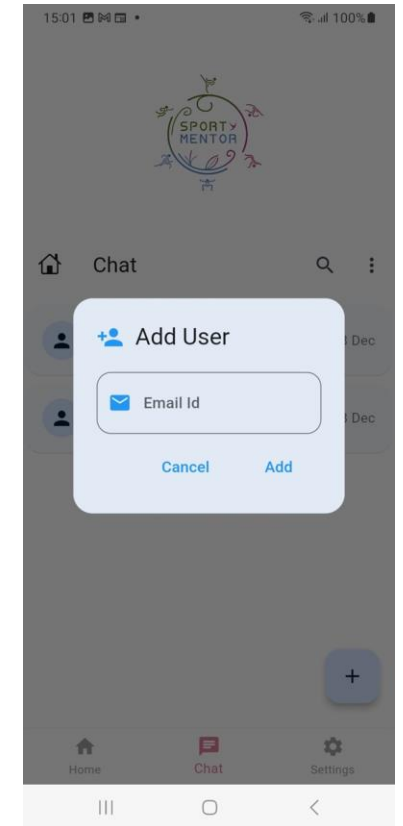 15:01
100%
SPORTY
MENTOR
Chat
Add User
Dec
Email Id
Dec
Cancel
Add
+
Home
Chat
Settings